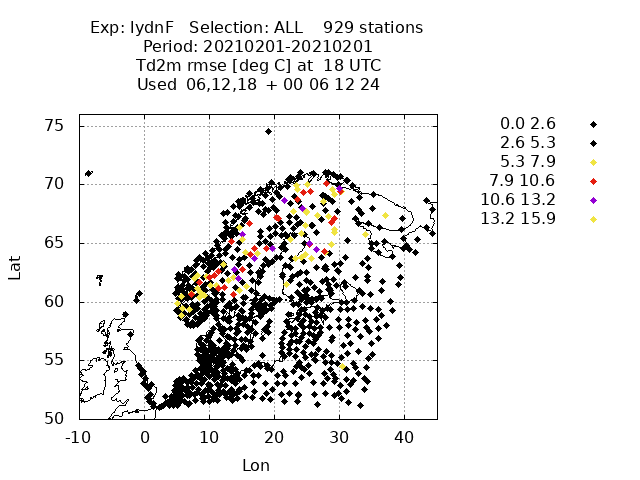 Exp: IydnF   Selection: ALL    929 stations
Period: 20210201-20210201
Td2m rmse [deg C] at  18 UTC
Used  06,12,18  + 00 06 12 24
0.0 2.6
2.6 5.3
5.3 7.9
7.9 10.6
10.6 13.2
13.2 15.9
75
70
65
60
55
50
Lat
-10 0 10 20 30 40
Lon